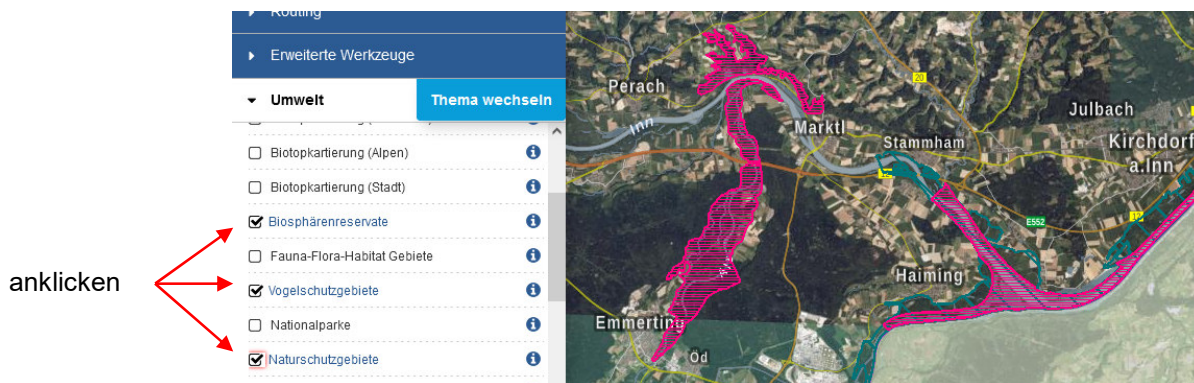 Routing
Erweiterte Werkzeuge
Umwelt
Thema wechseln
Biotopkartierung (Alpen)
Biotopkartierung (Stadt)
Biosphärenreservate
Fauna-Flora-Habitat Gebiete
Vogelschutzgebiete
Nationalparke
Naturschutzgebiete
anklicken
Perach
Inn
Marktl
20
Julbach
Stammham
Kirchdorf
a.Inn
12
E552
12
Haiming
Emmerting
Öd